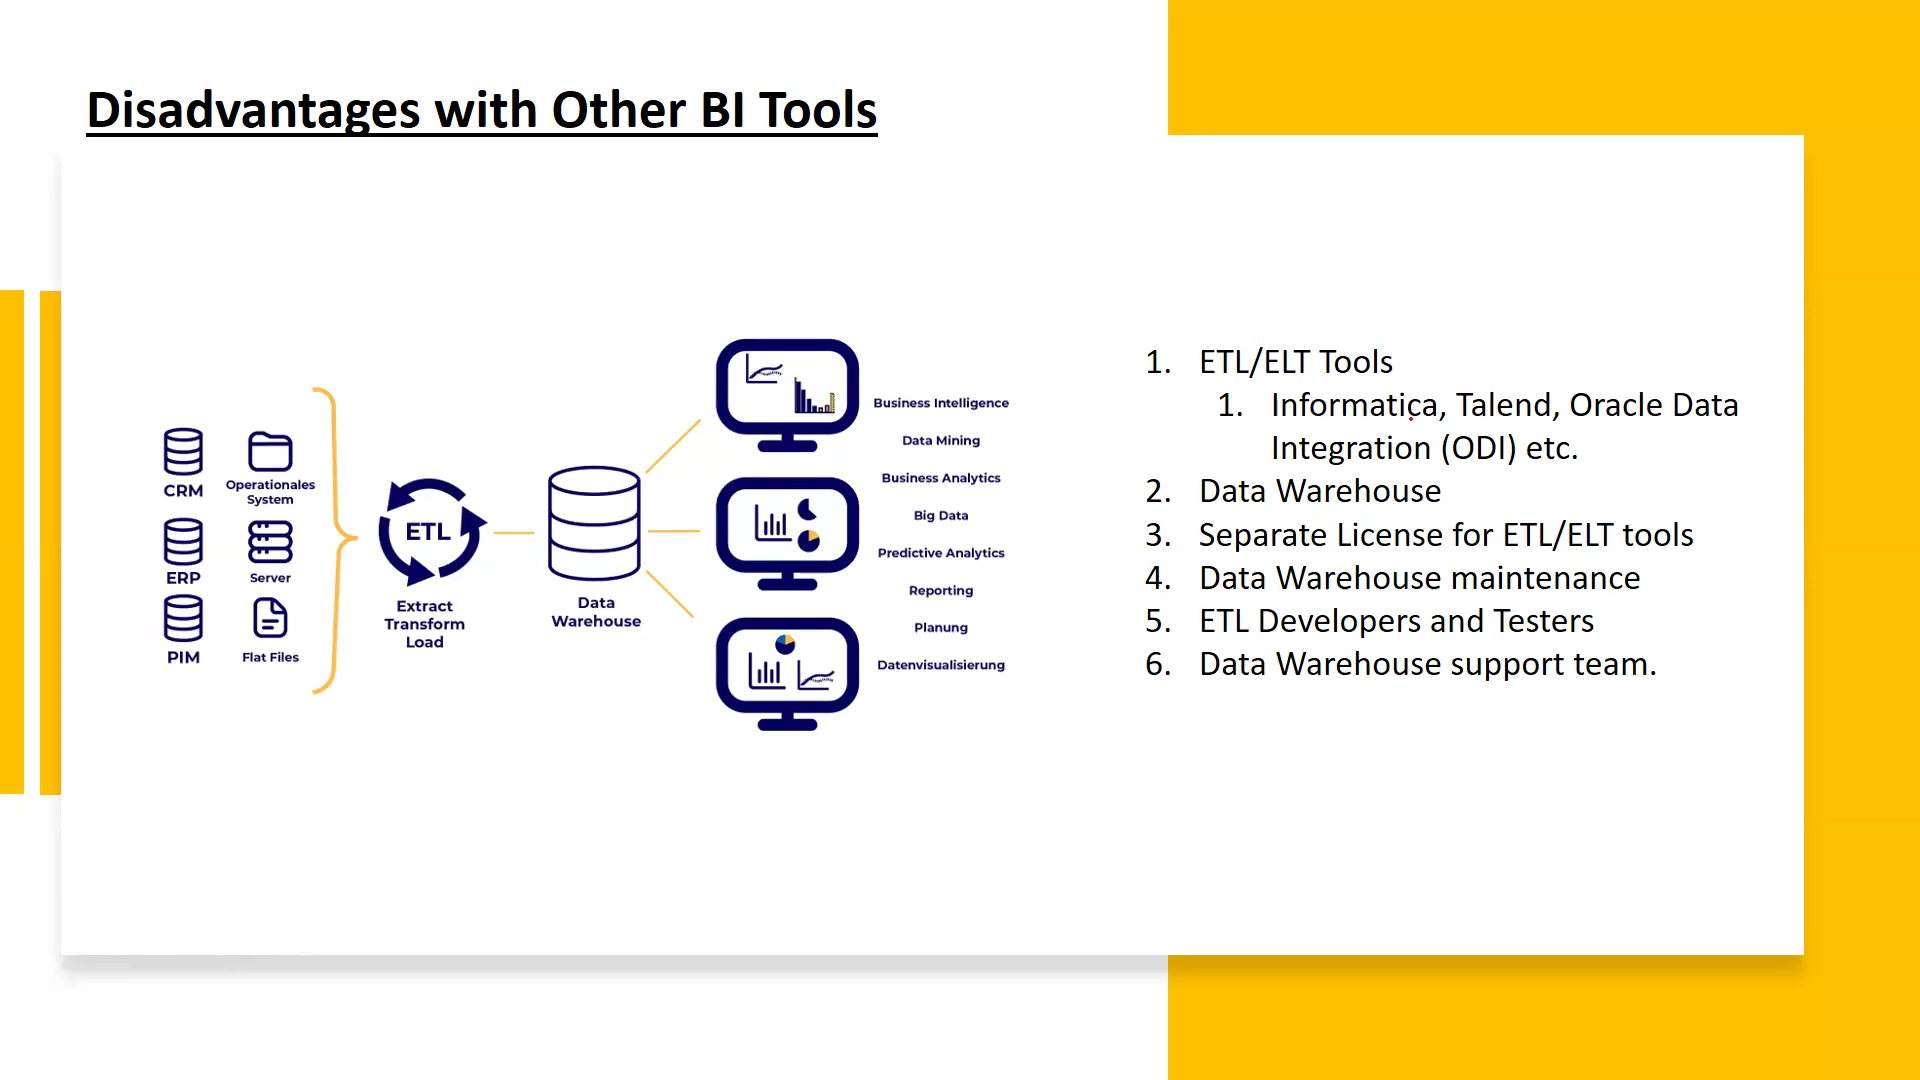 Disadvantages with Other BI Tools
CRM
Operationales
System
ERP
Server
PIM
Flat Files
ETL
Extract
Transform
Load
Data
Warehouse
Business Intelligence
Data Mining
Business Analytics
Big Data
Predictive Analytics
Reporting
Planung
Datenvisualisierung
1. ETL/ELT Tools
1. Informatica, Talend, Oracle Data
Integration (ODI) etc.
2. Data Warehouse
3. Separate License for ETL/ELT tools
4. Data Warehouse maintenance
5. ETL Developers and Testers
6. Data Warehouse support team.